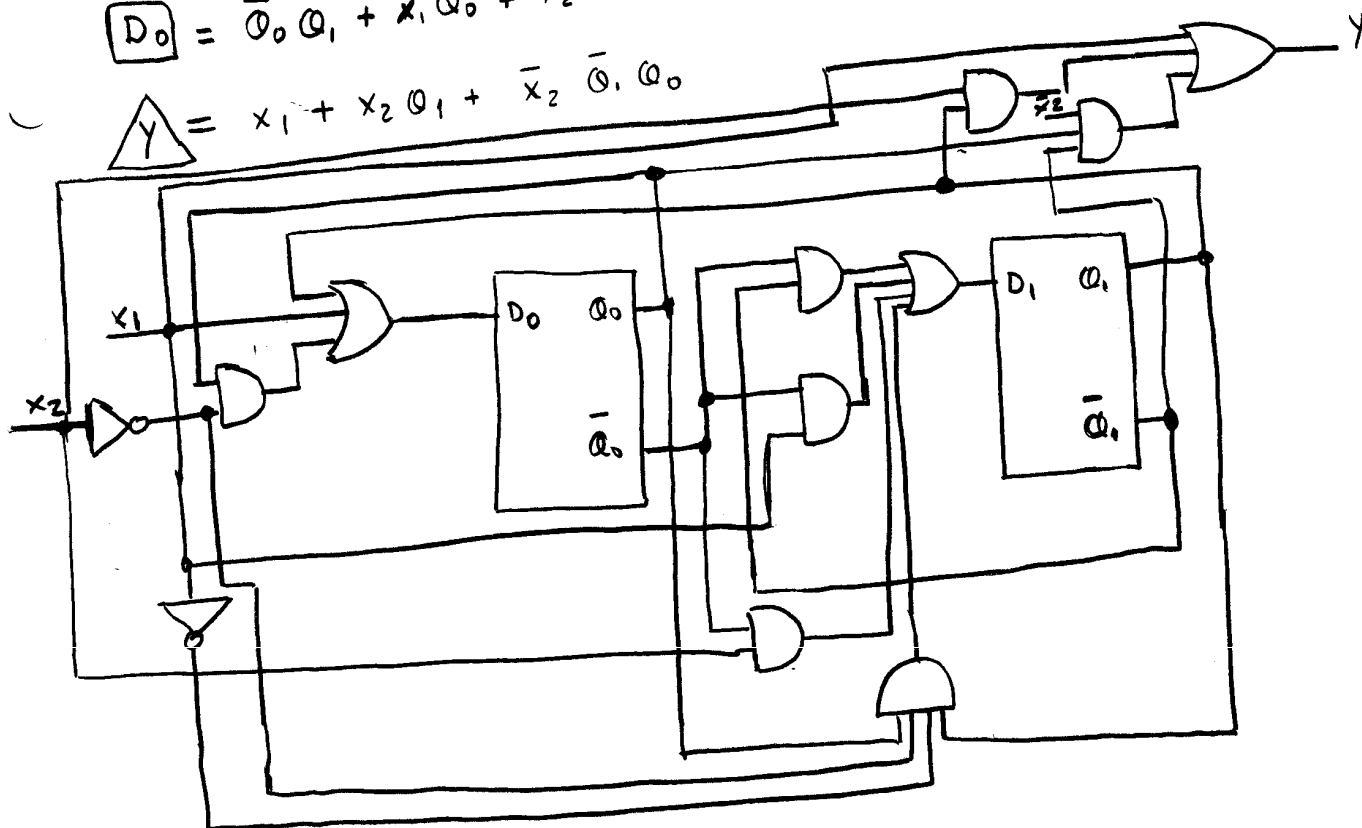 D₀ = Q̅₀ Q₁ + x₁ Q₀ +
Y = x₁ + x₂ Q₁ + x̅₂ Q̅₁ Q₀
Y
x̅₂
x₁
D₀ Q₀
D₁ Q₁
x₂
Q̅₀
Q̅₁